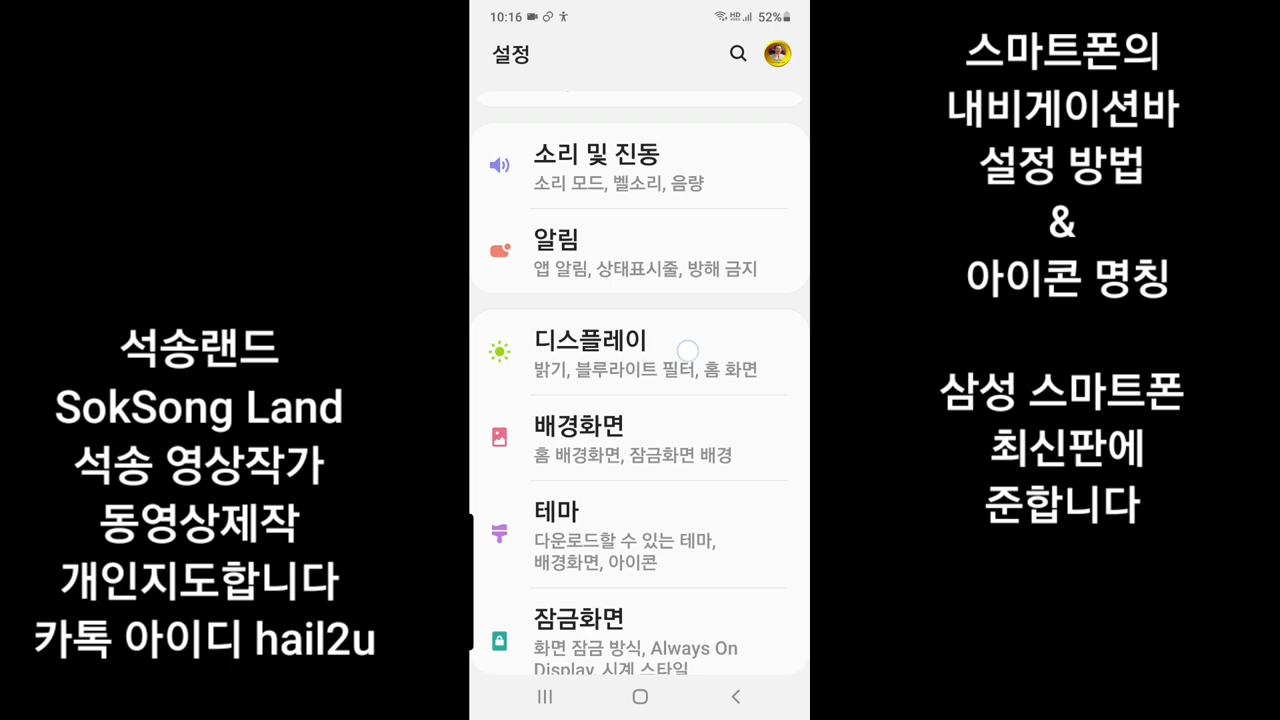 석송랜드
SokSong Land
석송 영상작가
동영상제작
개인지도합니다
카톡 아이디 hail2u
10:16
HD
52%
설정
소리 및 진동
소리 모드, 벨소리, 음량
알림
앱 알림, 상태표시줄, 방해 금지
디스플레이
밝기, 블루라이트 필터, 홈 화면
배경화면
홈 배경화면, 잠금화면 배경
테마
다운로드할 수 있는 테마,
배경화면, 아이콘
잠금화면
화면 잠금 방식, Always On
Display, 시계 스타일
스마트폰의
내비게이션바
설정 방법
&
아이콘 명칭
삼성 스마트폰
최신판에
준합니다